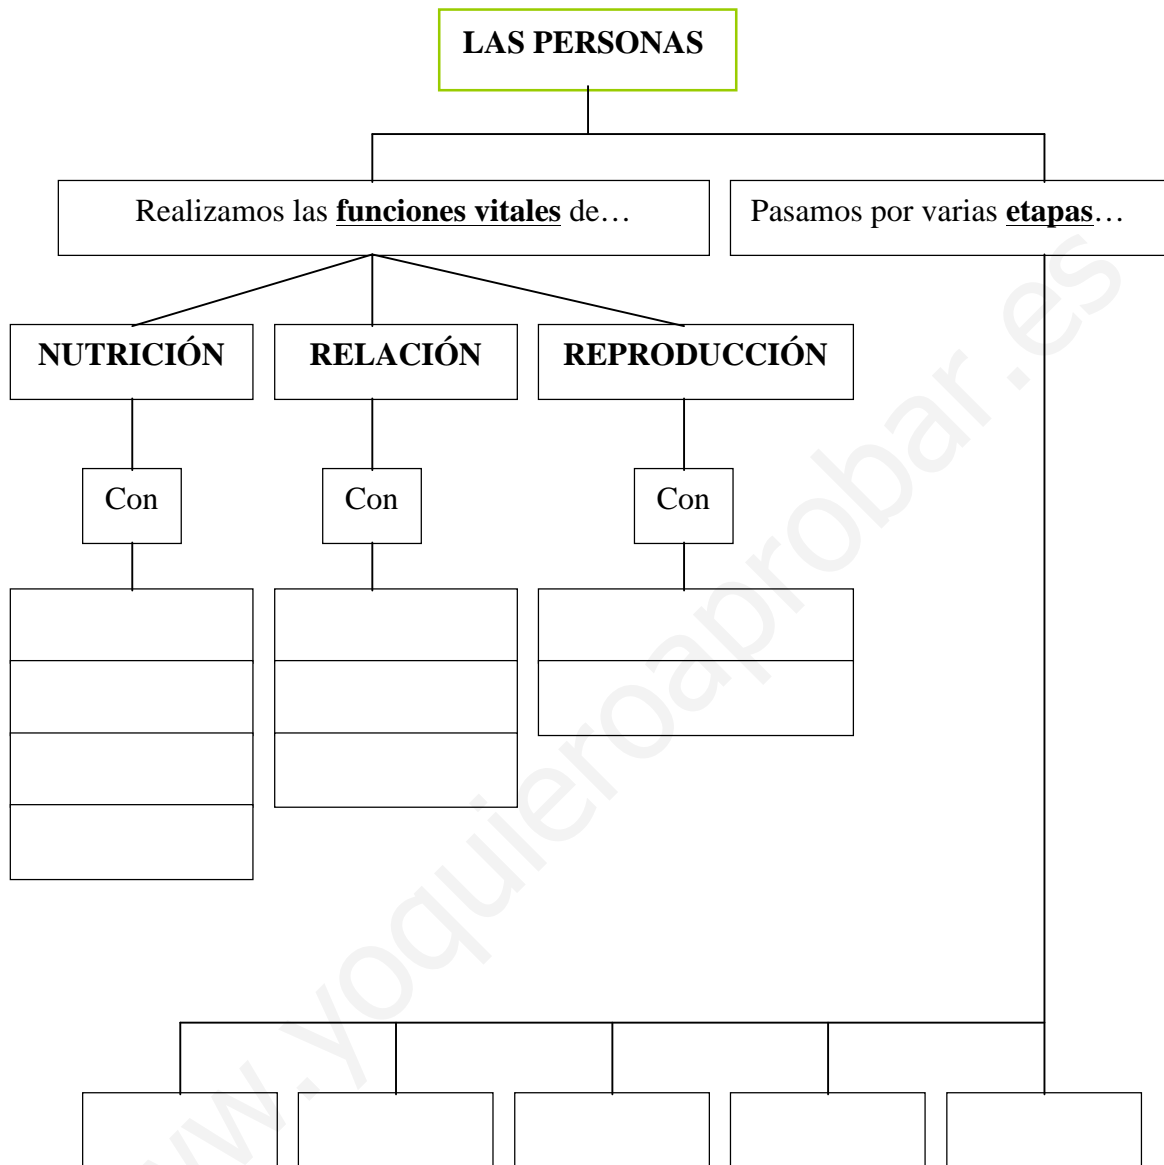 LAS PERSONAS
Realizamos las funciones vitales de…
Pasamos por varias etapas…
NUTRICIÓN
RELACIÓN
REPRODUCCIÓN
Con
Con
Con
www.yoquieroaprobar.es